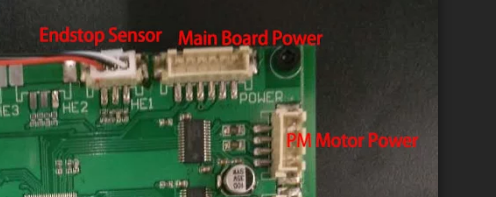 Endstop Sensor
Main Board Power
HE3
HE2
HE1
POWER
PM Motor Power